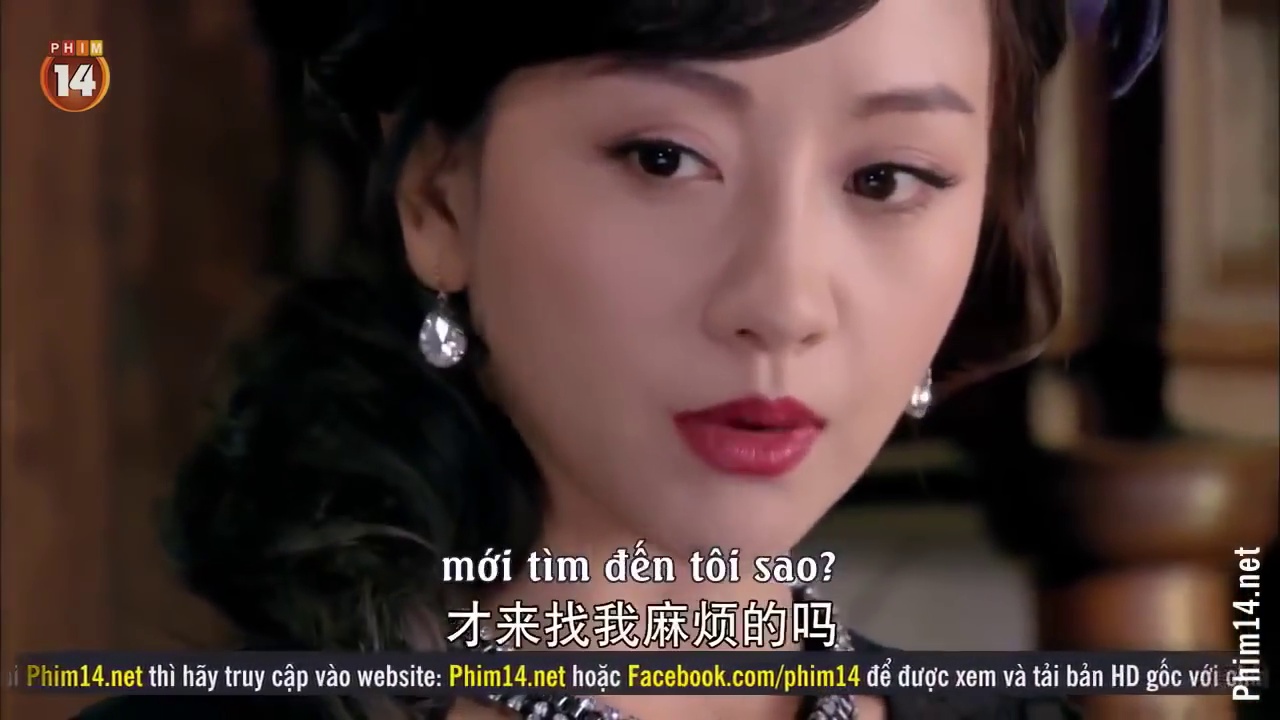 PHIM
14
mới tìm đến tôi sao?
才来找我麻烦的吗
Phim14.net thì hãy truy cập vào website: Phim14.net hoặc Facebook.com/phim14 để được xem và tải bản HD gốc với
Phim14.net